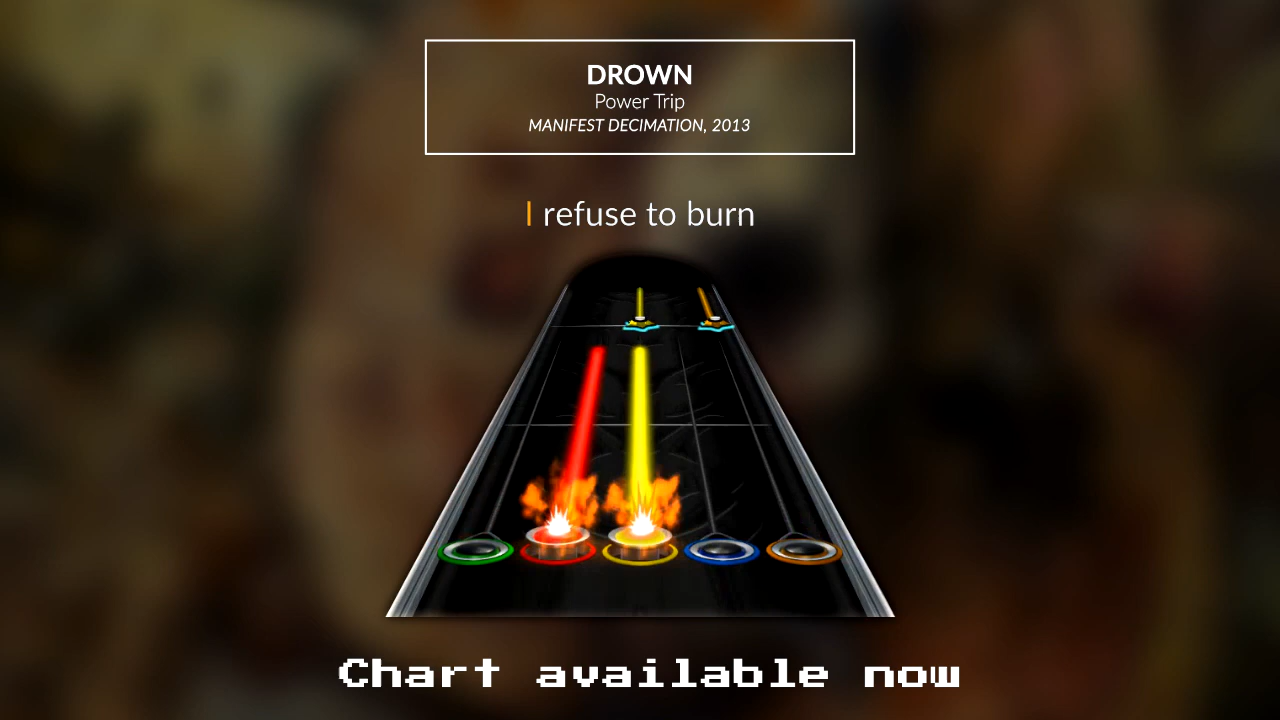 DROWN
Power Trip
MANIFEST DECIMATION, 2013
I refuse to burn
Chart available now